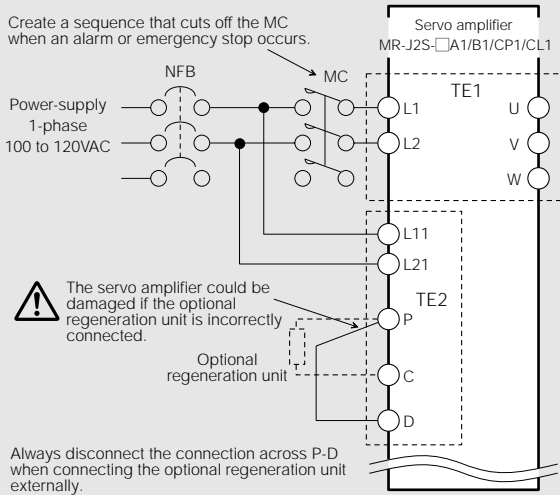 Create a sequence that cuts off the MC
when an alarm or emergency stop occurs.
Servo amplifier
MR-J2S-□A1/B1/CP1/CL1
NFB
MC
TE1
Power-supply
1-phase
100 to 120VAC
L1
U
L2
V
W
L11
L21
TE2
The servo amplifier could be
damaged if the optional
regeneration unit is incorrectly
connected.
P
Optional
regeneration unit
C
D
Always disconnect the connection across P-D
when connecting the optional regeneration unit
externally.